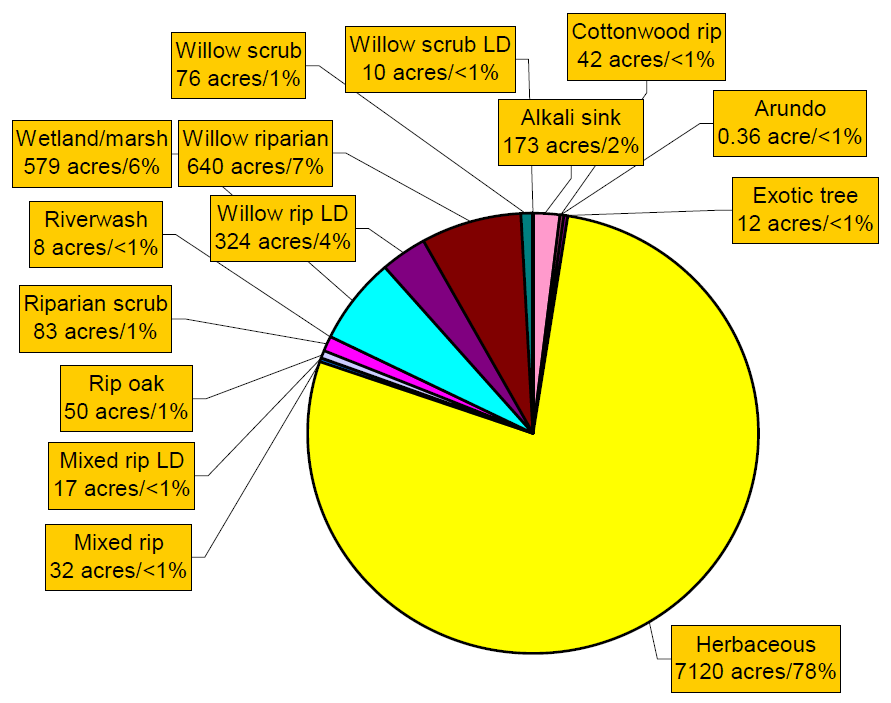 Willow scrub
76 acres/1%
Willow scrub LD
10 acres/<1%
Cottonwood rip
42 acres/<1%
Alkali sink
173 acres/2%
Arundo
0.36 acre/<1%
Wetland/marsh
579 acres/6%
Willow riparian
640 acres/7%
Exotic tree
12 acres/<1%
Riverwash
8 acres/<1%
Willow rip LD
324 acres/4%
Riparian scrub
83 acres/1%
Rip oak
50 acres/1%
Mixed rip LD
17 acres/<1%
Mixed rip
32 acres/<1%
Herbaceous
7120 acres/78%